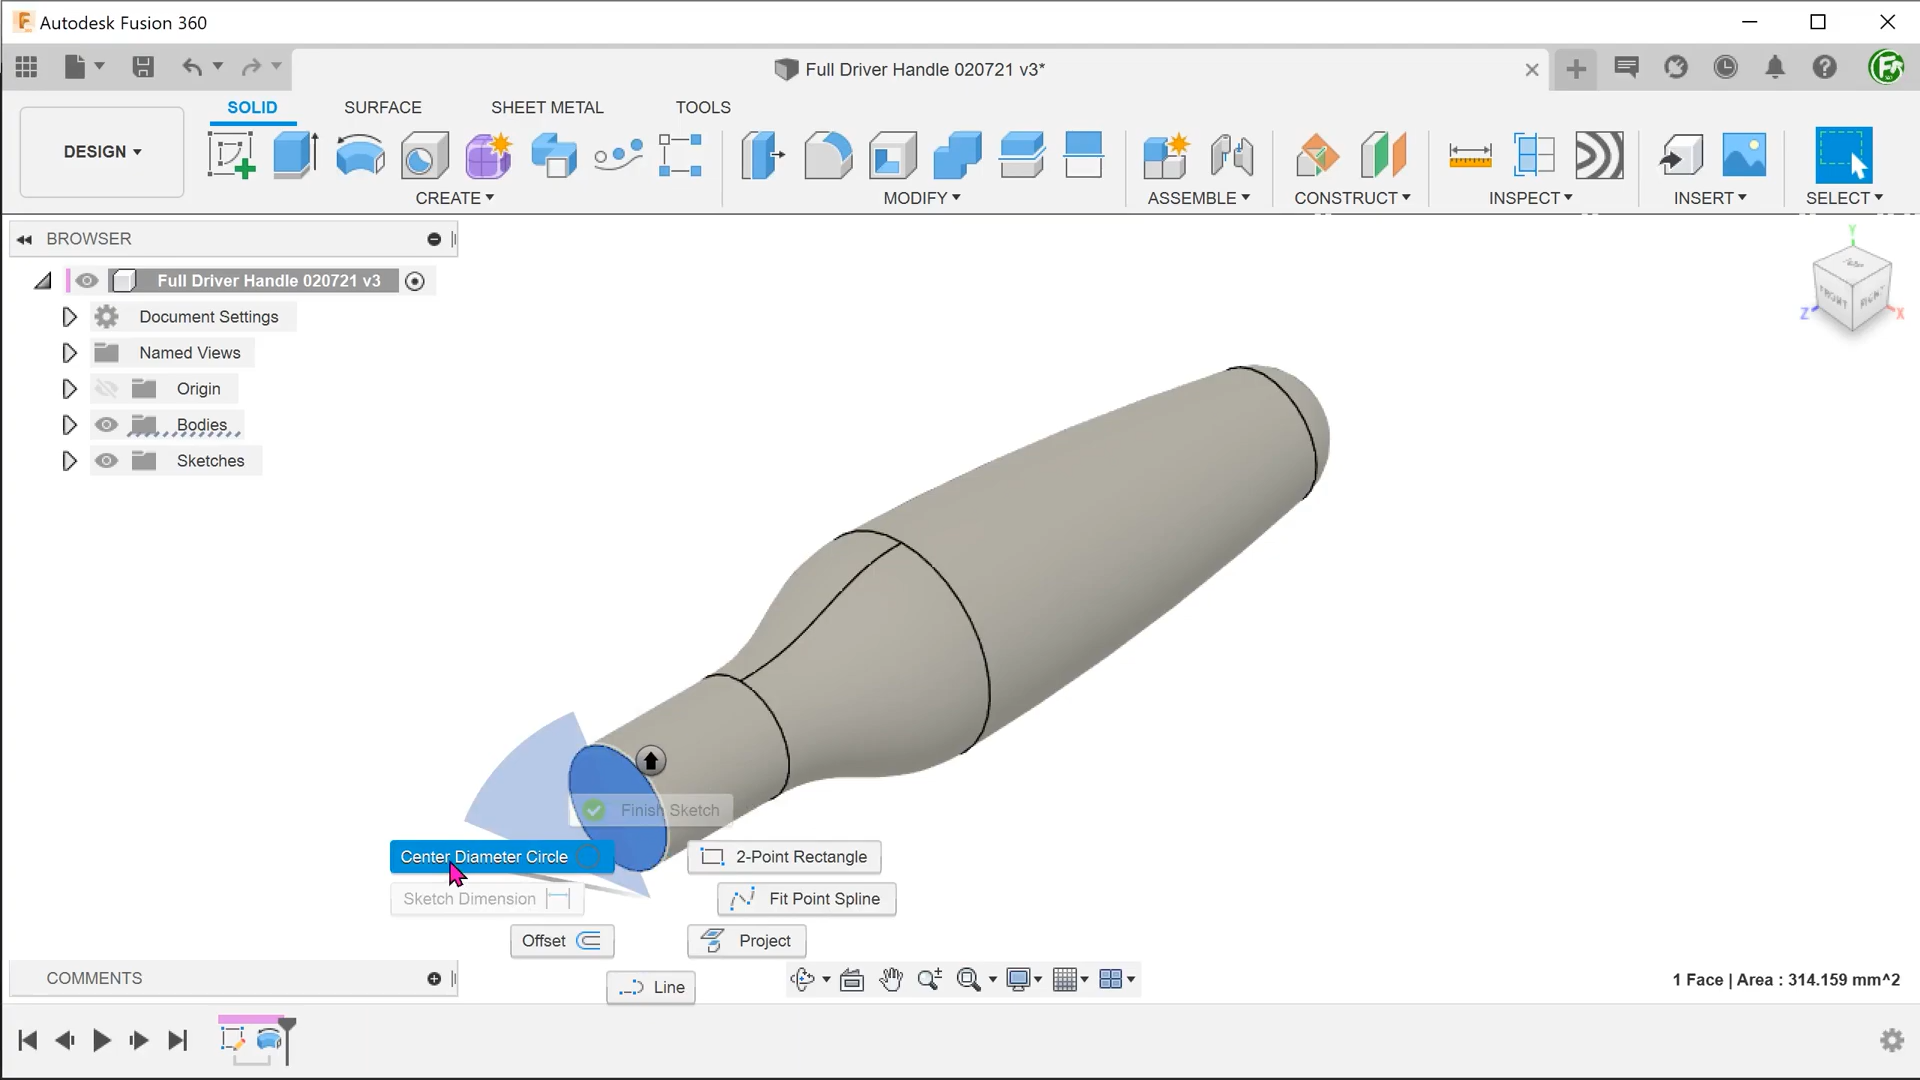 Autodesk Fusion 360
Full Driver Handle 020721 v3*
SOLID SURFACE SHEET METAL TOOLS
DESIGN
CREATE MODIFY ASSEMBLE CONSTRUCT INSPECT INSERT SELECT
BROWSER
Full Driver Handle 020721 v3
Document Settings
Named Views
Origin
Bodies
Sketches
Y
TOP
FRONT RIGHT
Z X
Finish Sketch
Center Diameter Circle 2-Point Rectangle
Sketch Dimension Fit Point Spline
Offset Project
Line
COMMENTS
1 Face | Area : 314.159 mm^2